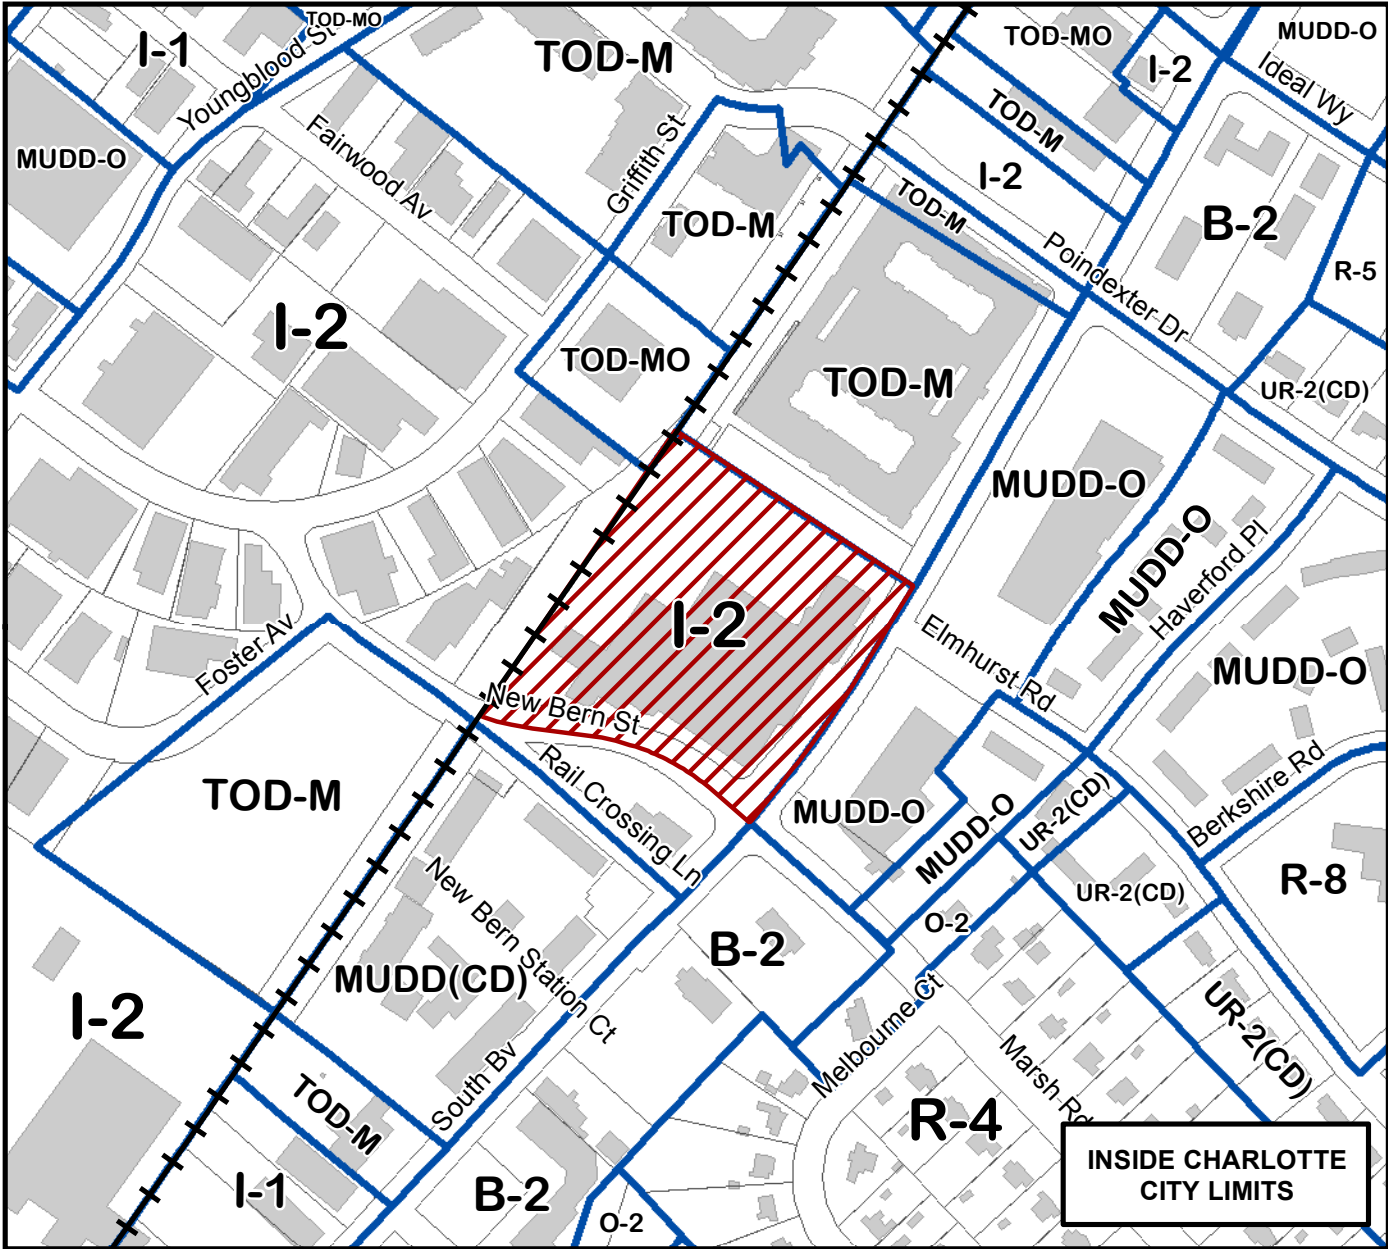 TOD-MO
I-1
Youngblood St
TOD-M
TOD-MO
I-2
MUDD-O
Ideal Wy
MUDD-O
Fairwood Av
Griffith St
TOD-M
I-2
TOD-M
TOD-M
B-2
Poindexter Dr
R-5
I-2
TOD-MO
TOD-M
UR-2(CD)
MUDD-O
MUDD-O
Haverford Pl
I-2
Elmhurst Rd
Foster Av
MUDD-O
New Bern St
Rail Crossing Ln
TOD-M
MUDD-O
MUDD-O
UR-2(CD)
Berkshire Rd
R-8
UR-2(CD)
New Bern Station Ct
O-2
B-2
MUDD(CD)
I-2
Melbourne Ct
UR-2(CD)
South Bv
Marsh Rd
TOD-M
R-4
I-1
B-2
O-2
INSIDE CHARLOTTE
CITY LIMITS